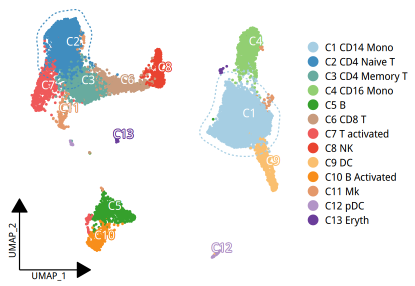 C2
C4
C8
C7
C3
C6
C11
C1
C13
C9
C5
C10
C12
UMAP_2
UMAP_1
C1 CD14 Mono
C2 CD4 Naive T
C3 CD4 Memory T
C4 CD16 Mono
C5 B
C6 CD8 T
C7 T activated
C8 NK
C9 DC
C10 B Activated
C11 Mk
C12 pDC
C13 Eryth